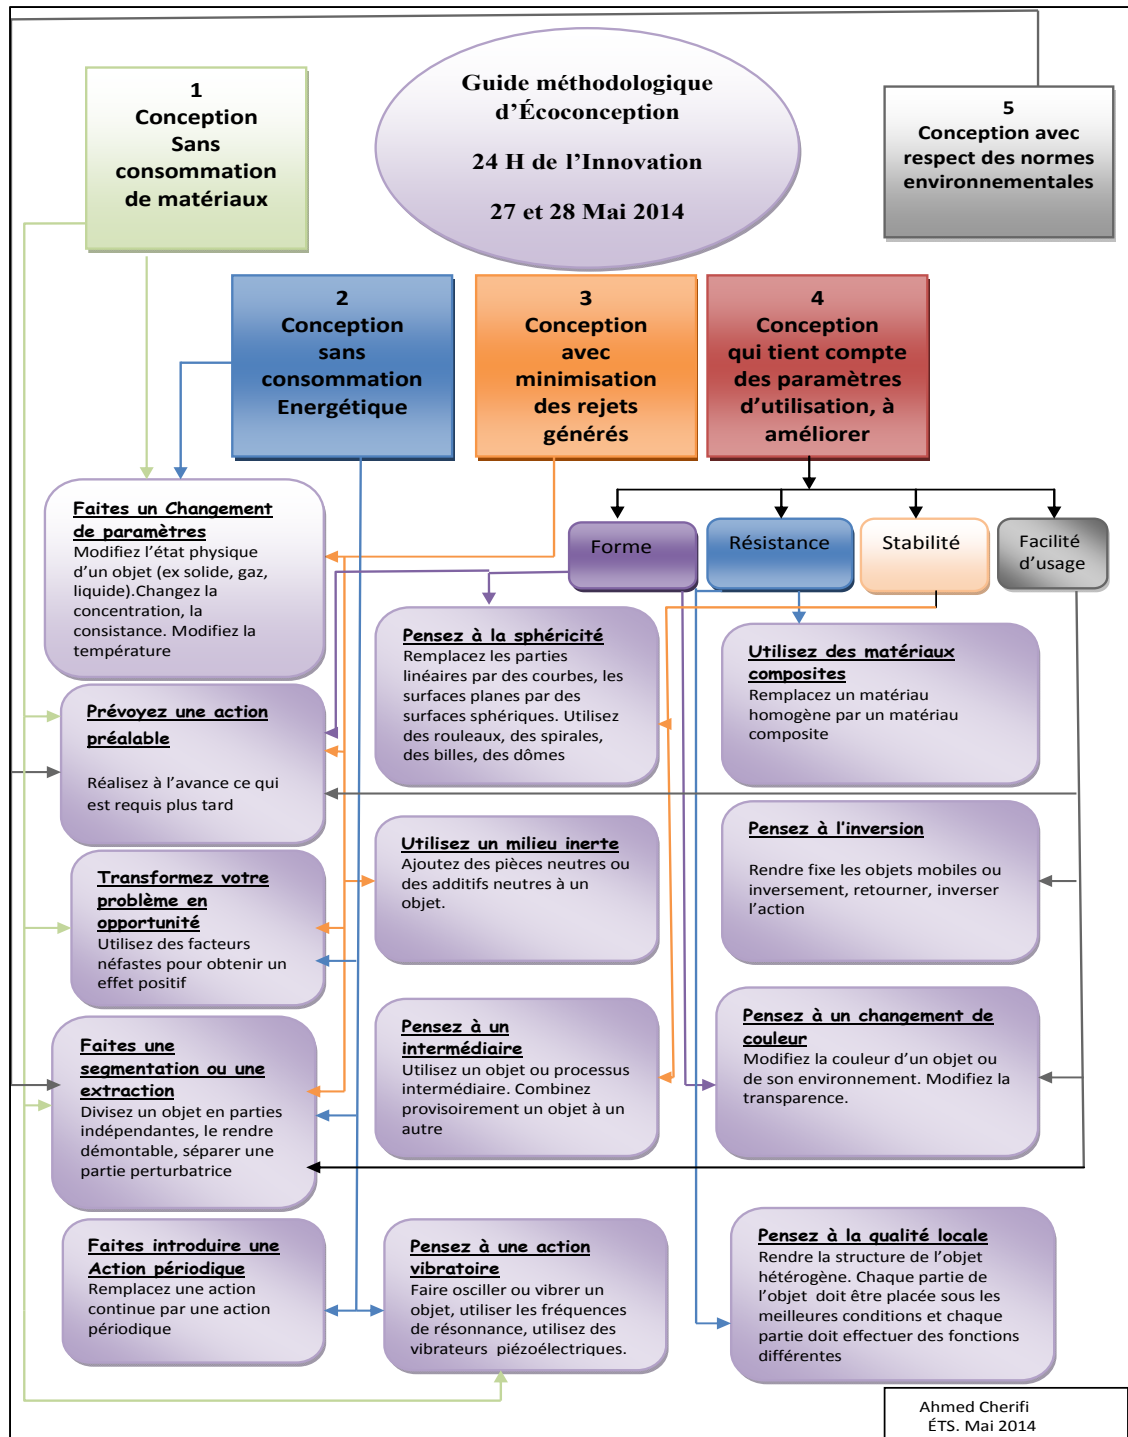 1
Conception
Sans
consommation
de matériaux
Guide méthodologique
d’Écoconception
24 H de l’Innovation
27 et 28 Mai 2014
5
Conception avec
respect des normes
environnementales
2
Conception
sans
consommation
Energétique
3
Conception
avec
minimisation
des rejets
générés
4
Conception
qui tient compte
des paramètres
d’utilisation, à
améliorer
Forme
Résistance
Stabilité
Facilité
d’usage
Faites un Changement
de paramètres
Modifiez l’état physique
d’un objet (ex solide, gaz,
liquide).Changez la
concentration, la
consistance. Modifiez la
température
Pensez à la sphéricité
Remplacez les parties
linéaires par des courbes, les
surfaces planes par des
surfaces sphériques. Utilisez
des rouleaux, des spirales,
des billes, des dômes
Utilisez des matériaux
composites
Remplacez un matériau
homogène par un matériau
composite
Prévoyez une action
préalable
Réalisez à l’avance ce qui
est requis plus tard
Utilisez un milieu inerte
Ajoutez des pièces neutres ou
des additifs neutres à un
objet.
Pensez à l’inversion
Rendre fixe les objets mobiles ou
inversement, retourner, inverser
l’action
Transformez votre
problème en
opportunité
Utilisez des facteurs
néfastes pour obtenir un
effet positif
Pensez à un
intermédiaire
Utilisez un objet ou processus
intermédiaire. Combinez
provisoirement un objet à un
autre
Pensez à un changement de
couleur
Modifiez la couleur d’un objet ou
de son environnement. Modifiez la
transparence.
Faites une
segmentation ou une
extraction
Divisez un objet en parties
indépendantes, le rendre
démontable, séparer une
partie perturbatrice
Faites introduire une
Action périodique
Remplacez une action
continue par une action
périodique
Pensez à une action
vibratoire
Faire osciller ou vibrer un
objet, utiliser les fréquences
de résonnance, utilisez des
vibrateurs piézoélectriques.
Pensez à la qualité locale
Rendre la structure de l’objet
hétérogène. Chaque partie de
l’objet doit être placée sous les
meilleures conditions et chaque
partie doit effectuer des fonctions
différentes
Ahmed Cherifi
ÉTS. Mai 2014